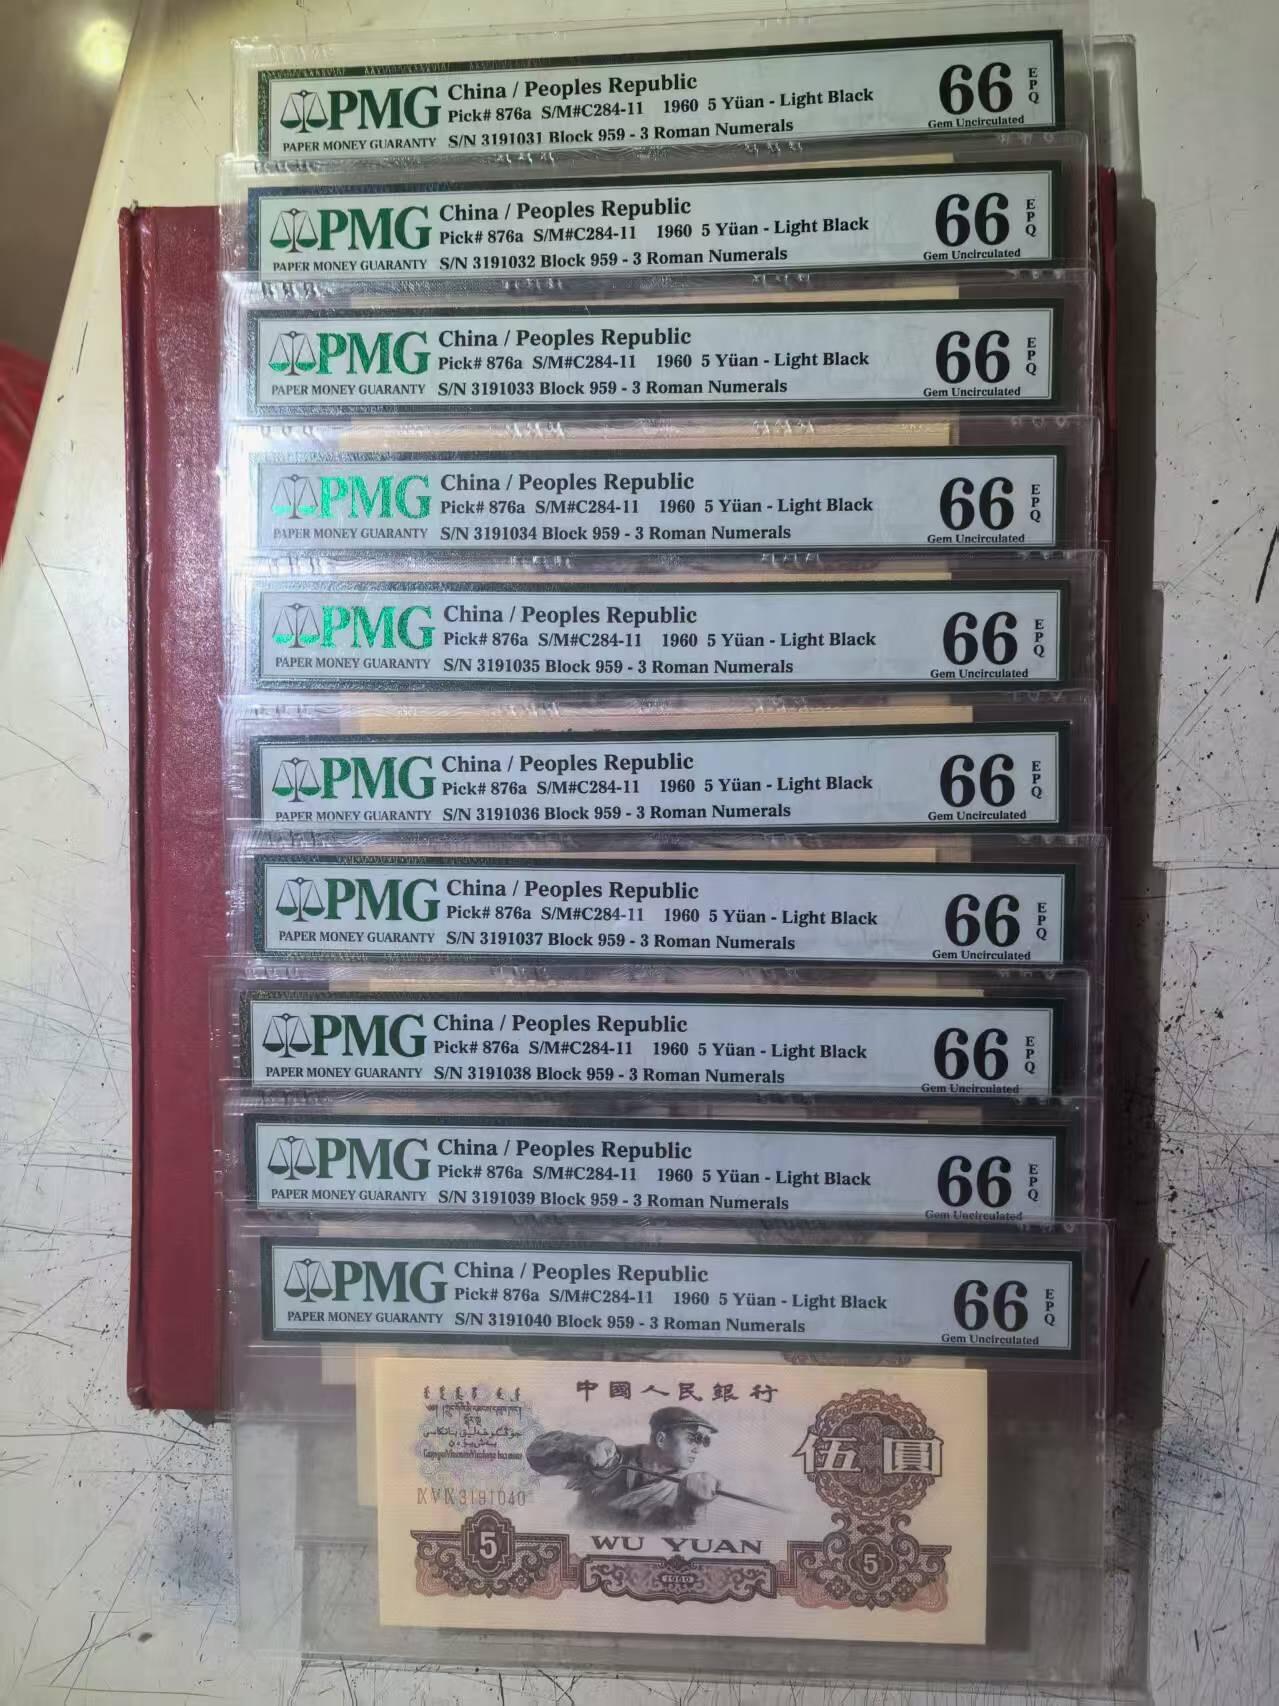 PMG
PAPER MONEY GUARANTY
China / Peoples Republic
Pick# 876a S/M#C284-11 1960 5 Yüan - Light Black
S/N 3191031 Block 959 - 3 Roman Numerals
66 EPQ
Gem Uncirculated
PMG
PAPER MONEY GUARANTY
China / Peoples Republic
Pick# 876a S/M#C284-11 1960 5 Yüan - Light Black
S/N 3191032 Block 959 - 3 Roman Numerals
66 EPQ
Gem Uncirculated
PMG
PAPER MONEY GUARANTY
China / Peoples Republic
Pick# 876a S/M#C284-11 1960 5 Yüan - Light Black
S/N 3191033 Block 959 - 3 Roman Numerals
66 EPQ
Gem Uncirculated
PMG
PAPER MONEY GUARANTY
China / Peoples Republic
Pick# 876a S/M#C284-11 1960 5 Yüan - Light Black
S/N 3191034 Block 959 - 3 Roman Numerals
66 EPQ
Gem Uncirculated
PMG
PAPER MONEY GUARANTY
China / Peoples Republic
Pick# 876a S/M#C284-11 1960 5 Yüan - Light Black
S/N 3191035 Block 959 - 3 Roman Numerals
66 EPQ
Gem Uncirculated
PMG
PAPER MONEY GUARANTY
China / Peoples Republic
Pick# 876a S/M#C284-11 1960 5 Yüan - Light Black
S/N 3191036 Block 959 - 3 Roman Numerals
66 EPQ
Gem Uncirculated
PMG
PAPER MONEY GUARANTY
China / Peoples Republic
Pick# 876a S/M#C284-11 1960 5 Yüan - Light Black
S/N 3191037 Block 959 - 3 Roman Numerals
66 EPQ
Gem Uncirculated
PMG
PAPER MONEY GUARANTY
China / Peoples Republic
Pick# 876a S/M#C284-11 1960 5 Yüan - Light Black
S/N 3191038 Block 959 - 3 Roman Numerals
66 EPQ
Gem Uncirculated
PMG
PAPER MONEY GUARANTY
China / Peoples Republic
Pick# 876a S/M#C284-11 1960 5 Yüan - Light Black
S/N 3191039 Block 959 - 3 Roman Numerals
66 EPQ
Gem Uncirculated
PMG
PAPER MONEY GUARANTY
China / Peoples Republic
Pick# 876a S/M#C284-11 1960 5 Yüan - Light Black
S/N 3191040 Block 959 - 3 Roman Numerals
66 EPQ
Gem Uncirculated
中國人民銀行
伍圓
IX V IX 3191040
WU YUAN
5
1960
5